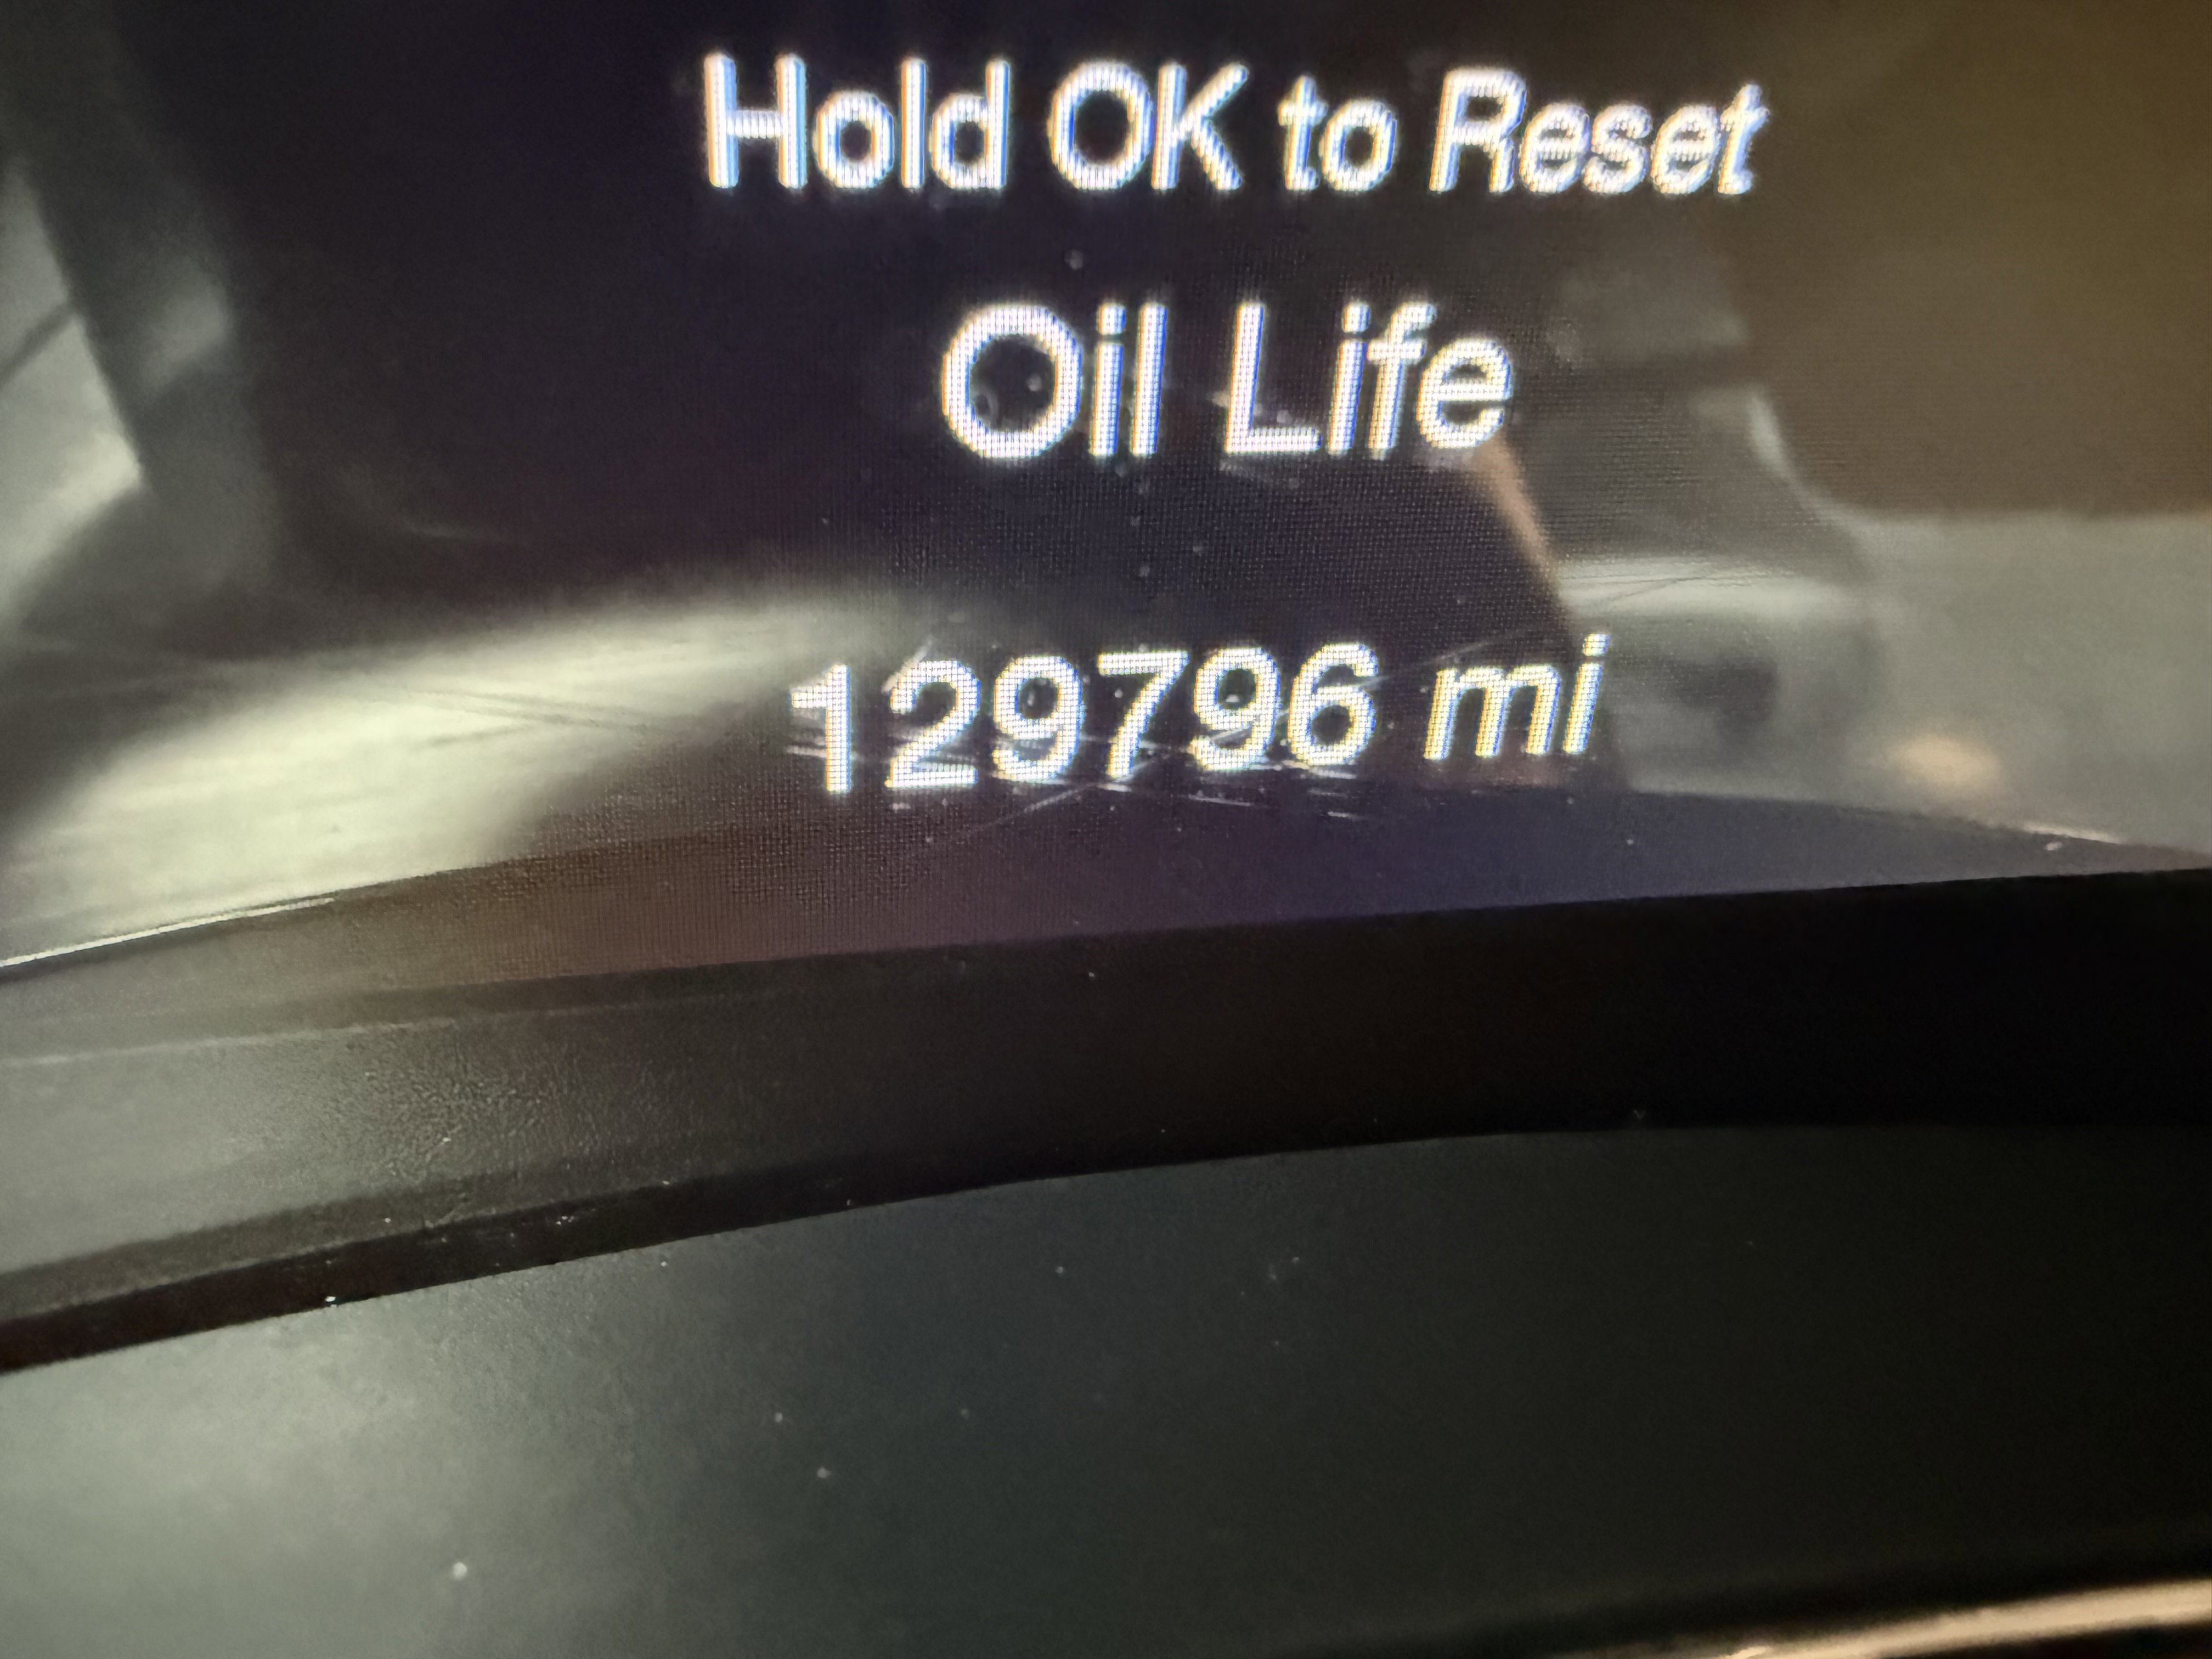 Hold OK to Reset
Oil Life
129796 mi